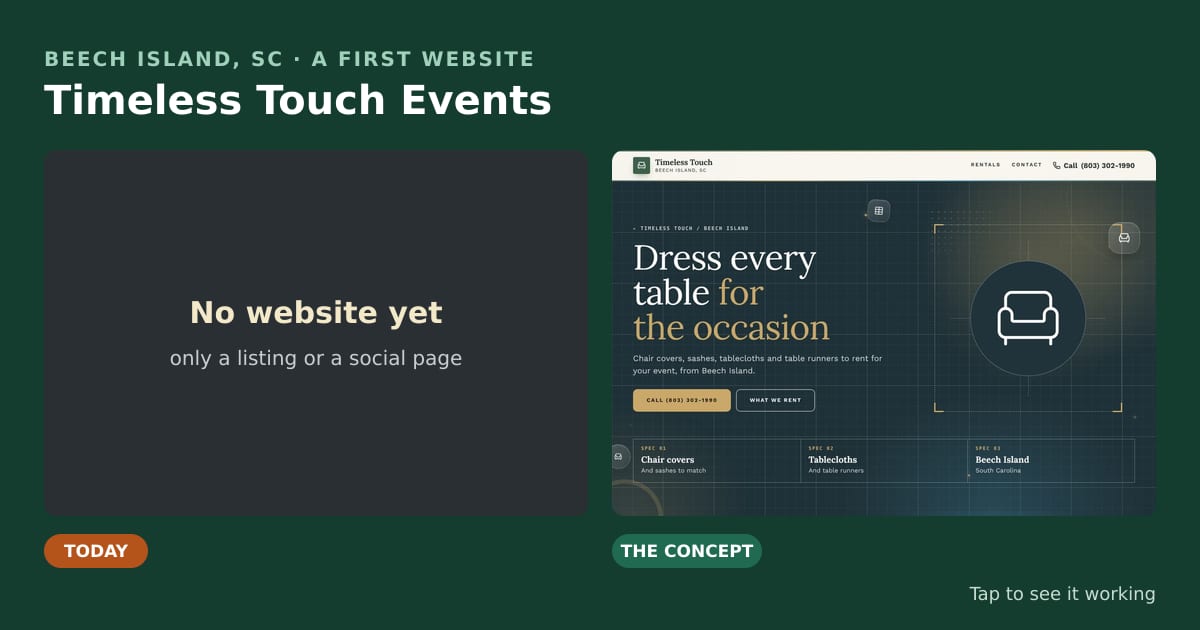 BEECH ISLAND, SC · A FIRST WEBSITE
Timeless Touch Events
No website yet
only a listing or a social page
TODAY
Timeless Touch
BEECH ISLAND, SC
RENTALS CONTACT Call (803) 302-1990
TIMELESS TOUCH / BEECH ISLAND
Dress every
table for
the occasion
Chair covers, sashes, tablecloths and table runners to rent for
your event, from Beech Island.
CALL (803) 302-1990 WHAT WE RENT
SPEC 01
Chair covers
And sashes to match
SPEC 02
Tablecloths
And table runners
SPEC 03
Beech Island
South Carolina
THE CONCEPT
Tap to see it working